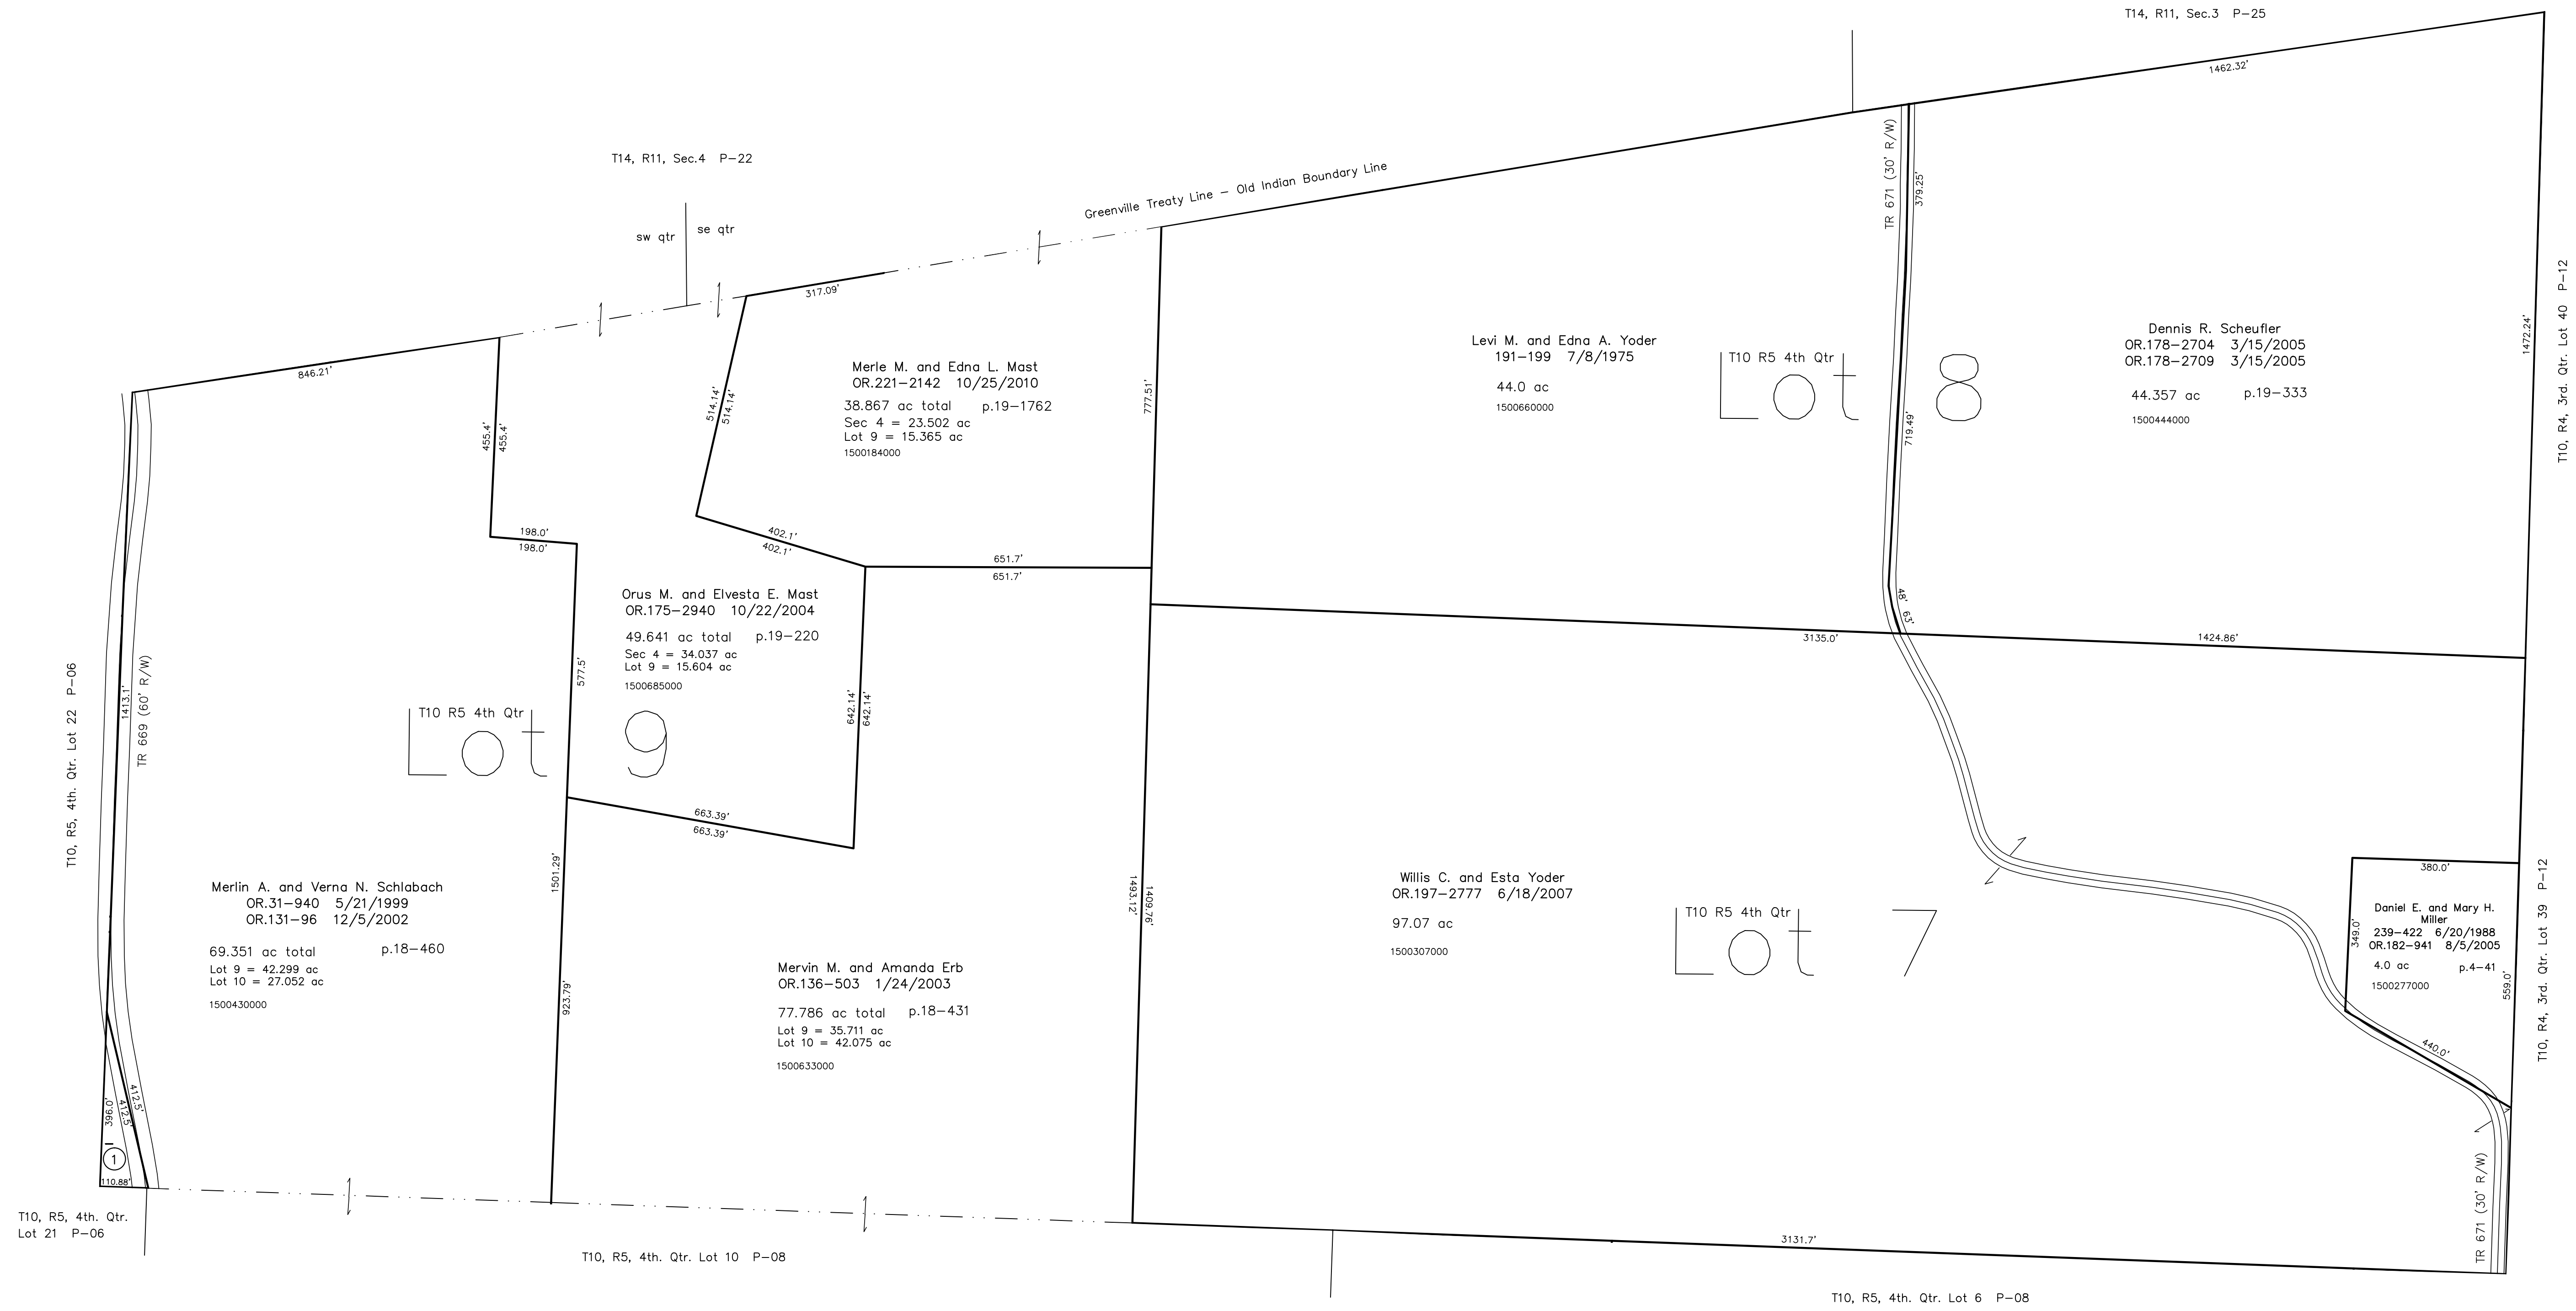 T14, R11, Sec.3  P-25
1462.32'
T14, R11, Sec.4  P-22
sw qtr
se qtr
Greenville Treaty Line - Old Indian Boundary Line
TR 671 (30' R/W)
379.25'
719.49'
48'
63'
T10, R4, 3rd. Qtr. Lot 40  P-12
1472.24'
846.21'
317.09'
455.4'
455.4'
514.14'
514.14'
Merle M. and Edna L. Mast
OR.221-2142  10/25/2010
38.867 ac total  p.19-1762
Sec 4 = 23.502 ac
Lot 9 = 15.365 ac
1500184000
777.51'
Levi M. and Edna A. Yoder
191-199  7/8/1975
44.0 ac
1500660000
T10 R5 4th Qtr
Lot 8
Dennis R. Scheufler
OR.178-2704  3/15/2005
OR.178-2709  3/15/2005
44.357 ac  p.19-333
1500444000
198.0'
198.0'
402.1'
402.1'
651.7'
651.7'
3135.0'
1424.86'
Orus M. and Elvesta E. Mast
OR.175-2940  10/22/2004
49.641 ac total  p.19-220
Sec 4 = 34.037 ac
Lot 9 = 15.604 ac
1500685000
577.5'
642.14'
642.14'
T10, R5, 4th. Qtr. Lot 22  P-06
1413.1'
TR 669 (60' R/W)
T10 R5 4th Qtr
Lot 9
663.39'
663.39'
Merlin A. and Verna N. Schlabach
OR.31-940  5/21/1999
OR.131-96  12/5/2002
69.351 ac total  p.18-460
Lot 9 = 42.299 ac
Lot 10 = 27.052 ac
1500430000
1501.29'
923.79'
Mervin M. and Amanda Erb
OR.136-503  1/24/2003
77.786 ac total  p.18-431
Lot 9 = 35.711 ac
Lot 10 = 42.075 ac
1500633000
1493.12'
1409.76'
Willis C. and Esta Yoder
OR.197-2777  6/18/2007
97.07 ac
1500307000
T10 R5 4th Qtr
Lot 7
380.0'
349.0'
Daniel E. and Mary H.
Miller
239-422  6/20/1988
OR.182-941  8/5/2005
4.0 ac  p.4-41
1500277000
559.0'
440.0'
T10, R4, 3rd. Qtr. Lot 39  P-12
TR 671 (30' R/W)
396.0'
412.5'
412.5'
1
110.88'
T10, R5, 4th. Qtr.
Lot 21  P-06
T10, R5, 4th. Qtr. Lot 10  P-08
3131.7'
T10, R5, 4th. Qtr. Lot 6  P-08